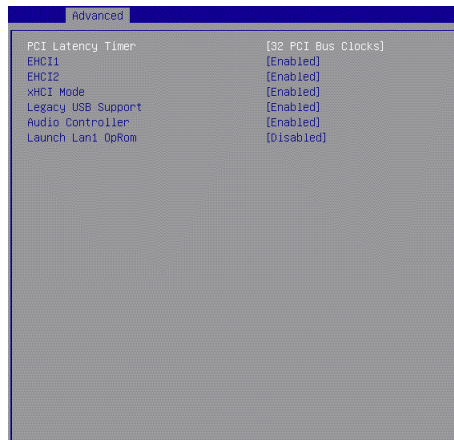 Advanced
PCI Latency Timer [32 PCI Bus Clocks]
EHCI1 [Enabled]
EHCI2 [Enabled]
xHCI Mode [Enabled]
Legacy USB Support [Enabled]
Audio Controller [Enabled]
Launch Lan1 OpRom [Disabled]